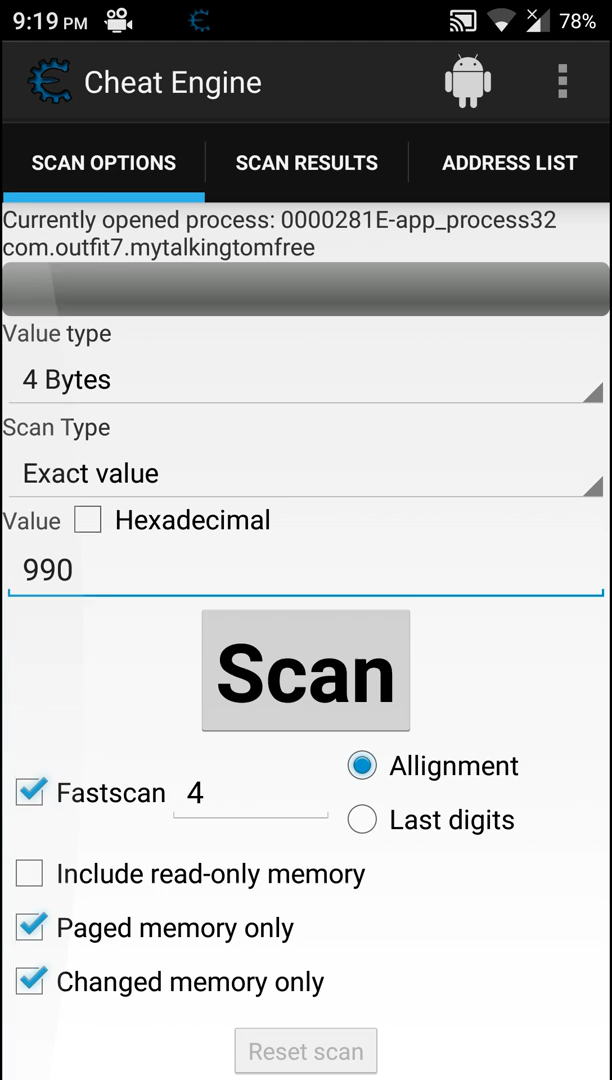 9:19 PM 78%
Cheat Engine
SCAN OPTIONS SCAN RESULTS ADDRESS LIST
Currently opened process: 0000281E-app_process32
com.outfit7.mytalkingtomfree
Value type
4 Bytes
Scan Type
Exact value
Value Hexadecimal
990
Scan
Allignment
Fastscan 4
Last digits
Include read-only memory
Paged memory only
Changed memory only
Reset scan